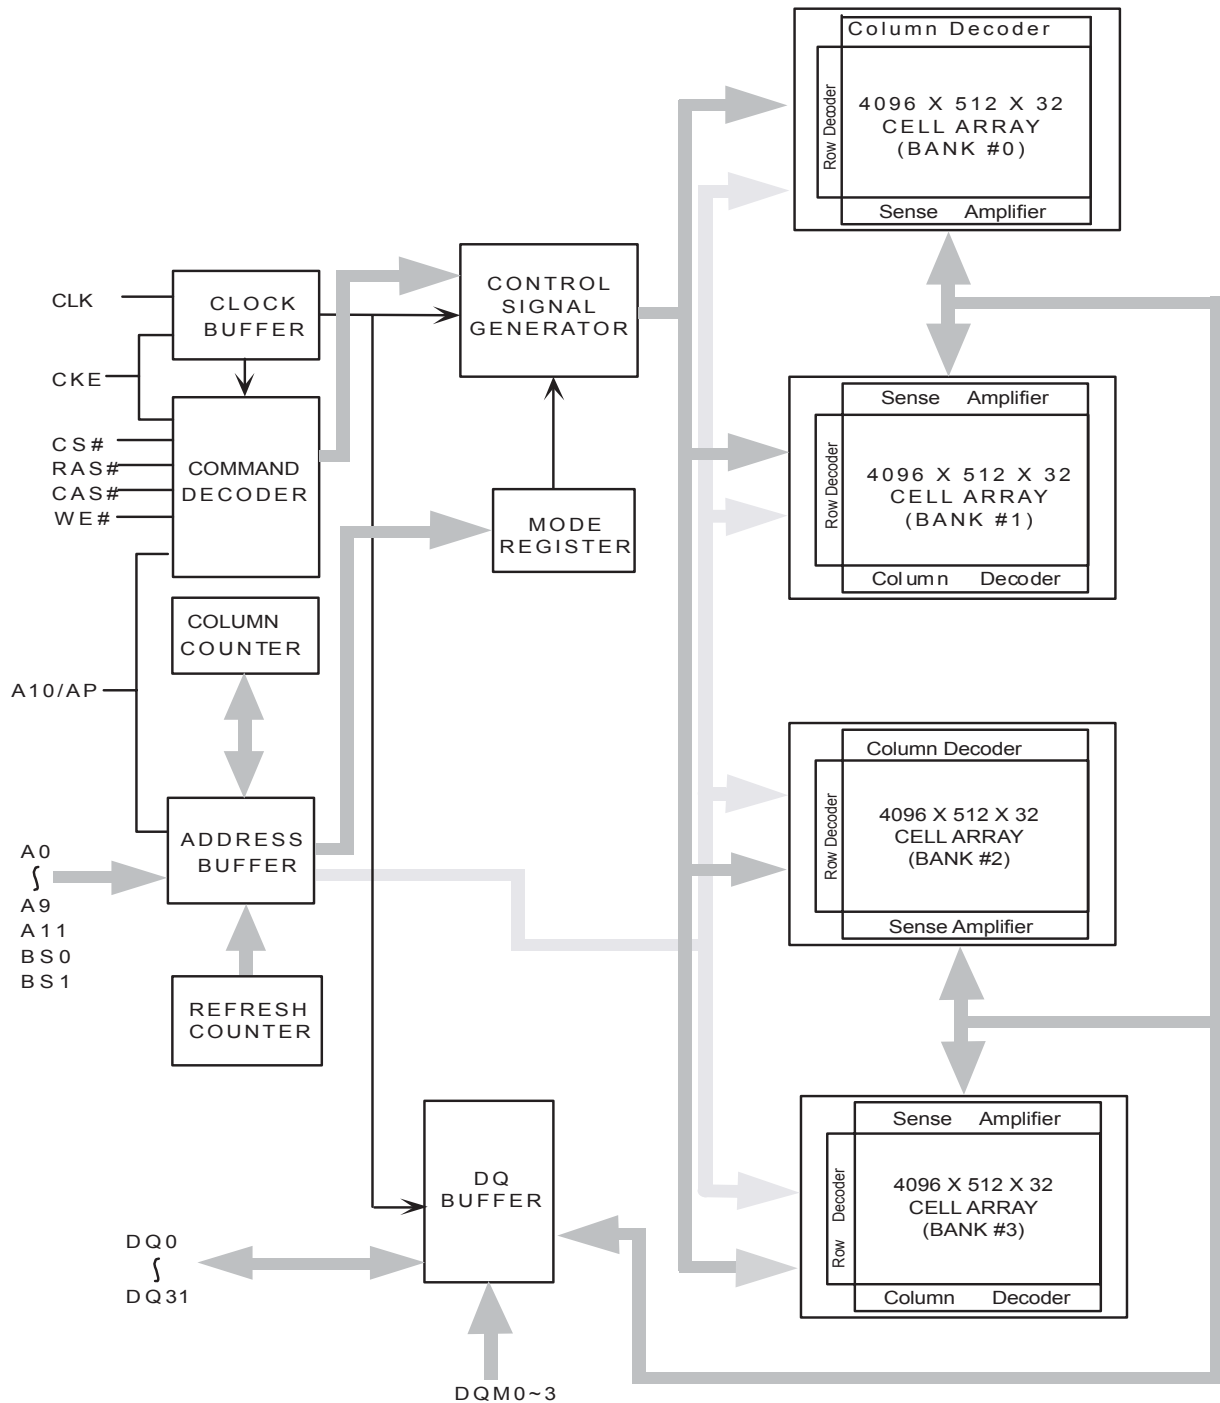 Column Decoder
Row Decoder
4096 X 512 X 32
CELL ARRAY
(BANK #0)
Sense Amplifier
CLK
CLOCK
BUFFER
CONTROL
SIGNAL
GENERATOR
CKE
CS#
RAS#
CAS#
WE#
COMMAND
DECODER
MODE
REGISTER
Sense Amplifier
Row Decoder
4096 X 512 X 32
CELL ARRAY
(BANK #1)
Column Decoder
COLUMN
COUNTER
A10/AP
ADDRESS
BUFFER
A0
∫
A9
A11
BS0
BS1
REFRESH
COUNTER
Column Decoder
Row Decoder
4096 X 512 X 32
CELL ARRAY
(BANK #2)
Sense Amplifier
DQ
BUFFER
DQ0
∫
DQ31
DQM0~3
Sense Amplifier
Row Decoder
4096 X 512 X 32
CELL ARRAY
(BANK #3)
Column Decoder